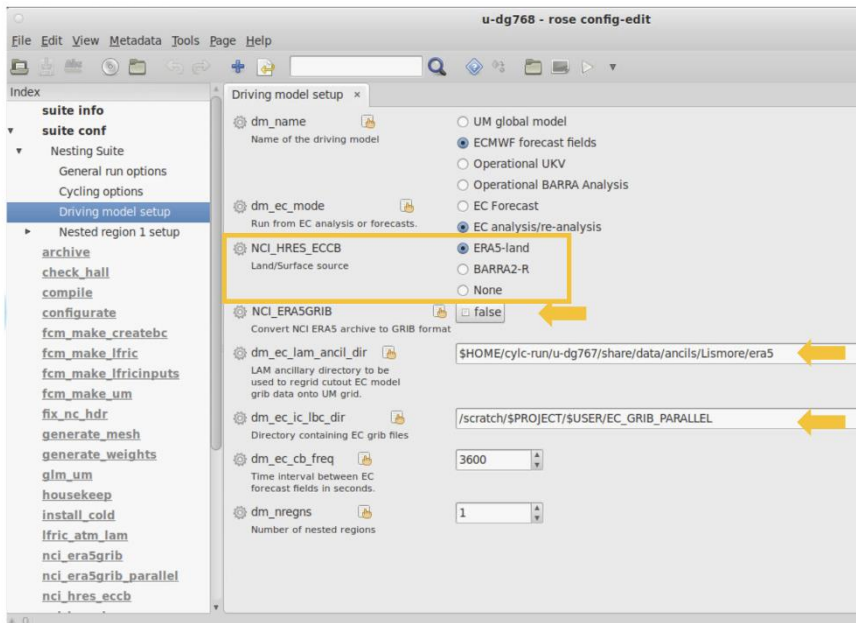 u-dg768 - rose config-edit
File Edit View Metadata Tools Page Help
Index
suite info
suite conf
Nesting Suite
General run options
Cycling options
Driving model setup
Nested region 1 setup
archive
check_hall
compile
configurate
fcm_make_createbc
fcm_make_lfric
fcm_make_lfricinputs
fcm_make_um
fix_nc_hdr
generate_mesh
generate_weights
glm_um
housekeep
install_cold
lfric_atm_lam
nci_era5grib
nci_era5grib_parallel
nci_hres_eccb
Driving model setup ×
dm_name
Name of the driving model
UM global model
ECMWF forecast fields
Operational UKV
Operational BARRA Analysis
dm_ec_mode
Run from EC analysis or forecasts.
EC Forecast
EC analysis/re-analysis
NCI_HRES_ECCB
Land/Surface source
ERA5-land
BARRA2-R
None
NCI_ERA5GRIB
Convert NCI ERA5 archive to GRIB format
false
dm_ec_lam_ancil_dir
LAM ancillary directory to be
used to regrid cutout EC model
grib data onto UM grid.
$HOME/cylc-run/u-dg767/share/data/ancils/Lismore/era5
dm_ec_ic_lbc_dir
Directory containing EC grib files
/scratch/$PROJECT/$USER/EC_GRIB_PARALLEL
dm_ec_cb_freq
Time interval between EC
forecast fields in seconds.
3600
dm_nregns
Number of nested regions
1